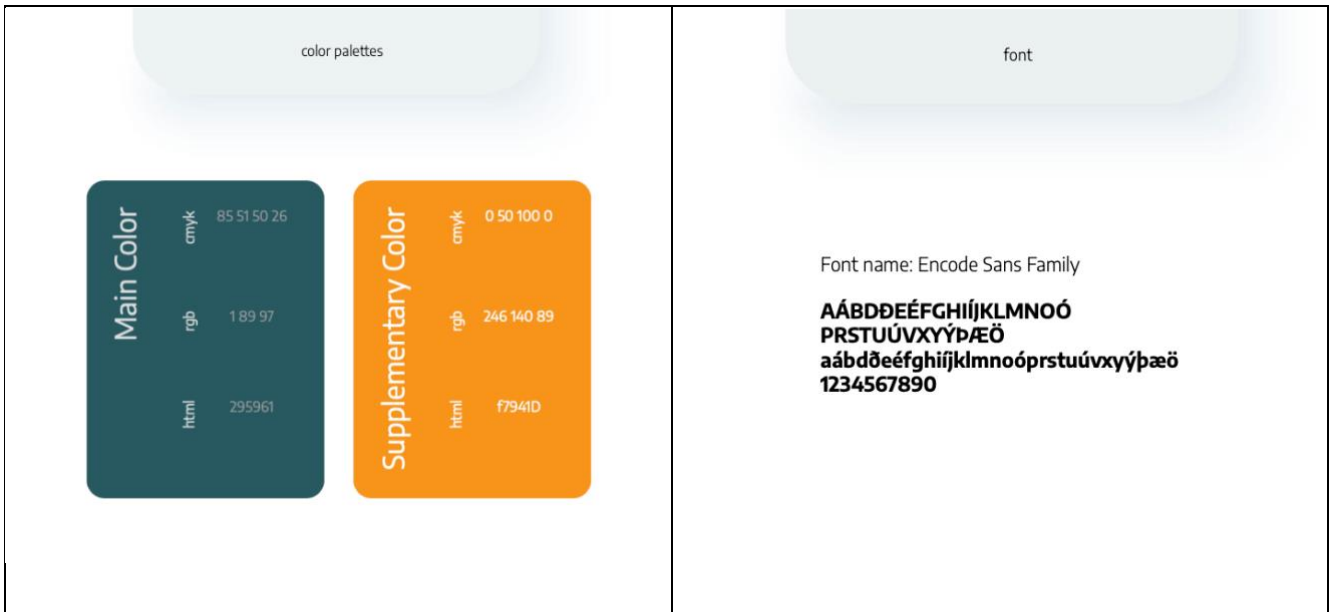 color palettes
Main Color
cmyk 85 51 50 26
rgb 1 89 97
html 295961
Supplementary Color
cmyk 0 50 100 0
rgb 246 140 89
html f7941D
font
Font name: Encode Sans Family
AÁBDÐEÉFGHIÍJKLMNOÓ
PRSTUÚVXYÝÞÆÖ
aábdðeéfghiíjklmnoóprstuúvxyýþæö
1234567890